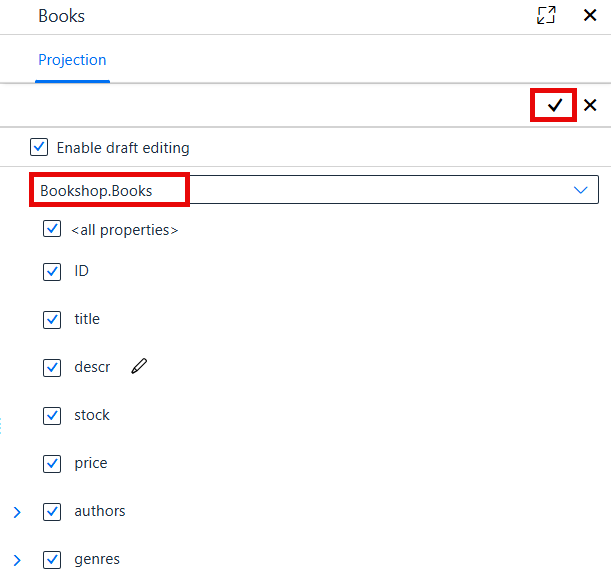 Books
Projection
Enable draft editing
Bookshop.Books
<all properties>
ID
title
descr
stock
price
authors
genres